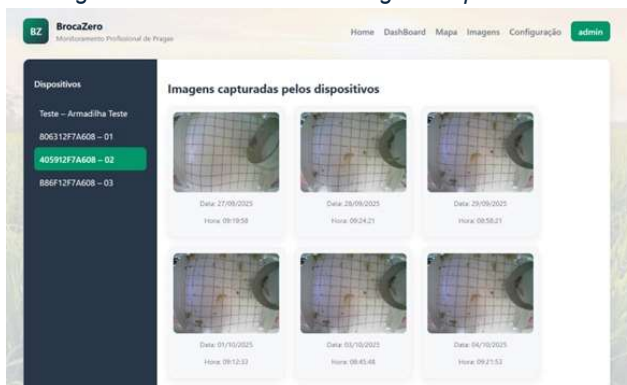 BZ
BrocaZero
Monitoramento Profissional de Pragas
Home DashBoard Mapa Imagens Configuração admin
Dispositivos
Teste – Armadilha Teste
806312F7A608 – 01
405912F7A608 – 02
B86F12F7A608 – 03
Imagens capturadas pelos dispositivos
Data: 27/09/2025
Hora: 09:19:58
Data: 28/09/2025
Hora: 09:24:21
Data: 29/09/2025
Hora: 08:58:21
Data: 01/10/2025
Hora: 09:12:33
Data: 03/10/2025
Hora: 08:45:48
Data: 04/10/2025
Hora: 09:21:53